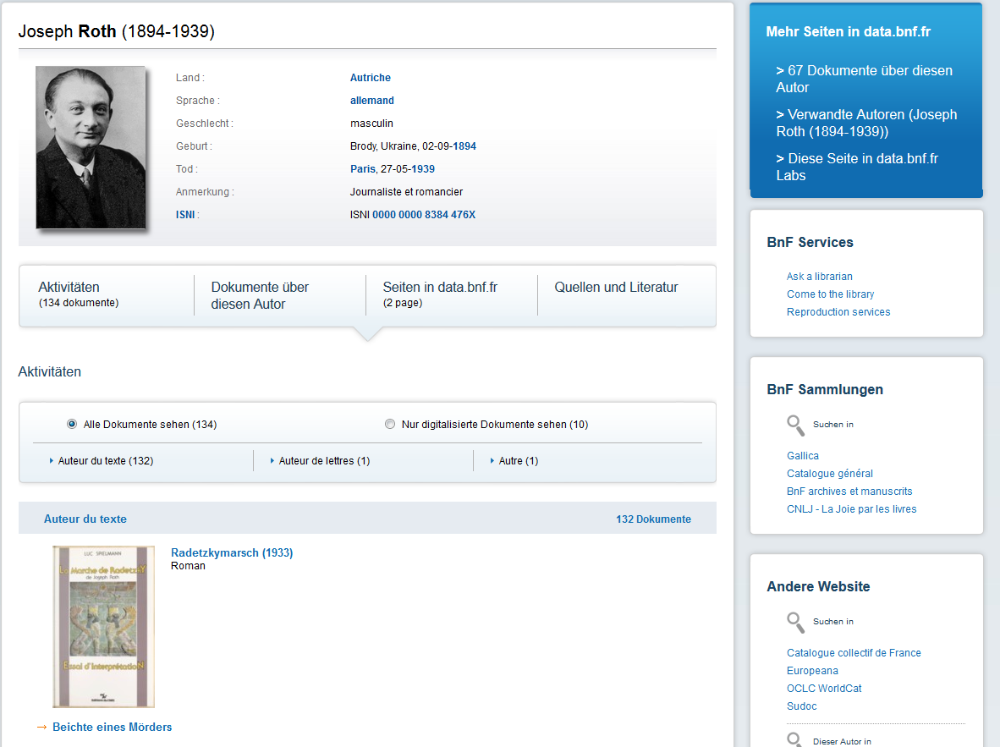 Joseph Roth (1894-1939)
Land :
Autriche
Sprache :
allemand
Geschlecht :
masculin
Geburt :
Brody, Ukraine, 02-09-1894
Tod :
Paris, 27-05-1939
Anmerkung :
Journaliste et romancier
ISNI :
ISNI 0000 0000 8384 476X
Aktivitäten
(134 dokumente)
Dokumente über
diesen Autor
Seiten in data.bnf.fr
(2 page)
Quellen und Literatur
Aktivitäten
Alle Dokumente sehen (134)
Nur digitalisierte Dokumente sehen (10)
Auteur du texte (132)
Auteur de lettres (1)
Autre (1)
Auteur du texte
132 Dokumente
LUC SPIELMANN
La Marche de Radetzky
de Joseph Roth
Essai d'Interprétation
Radetzkymarsch (1933)
Roman
→ Beichte eines Mörders
Mehr Seiten in data.bnf.fr
> 67 Dokumente über diesen
Autor
> Verwandte Autoren (Joseph
Roth (1894-1939))
> Diese Seite in data.bnf.fr
Labs
BnF Services
Ask a librarian
Come to the library
Reproduction services
BnF Sammlungen
Suchen in
Gallica
Catalogue général
BnF archives et manuscrits
CNLJ - La Joie par les livres
Andere Website
Suchen in
Catalogue collectif de France
Europeana
OCLC WorldCat
Sudoc
Dieser Autor in